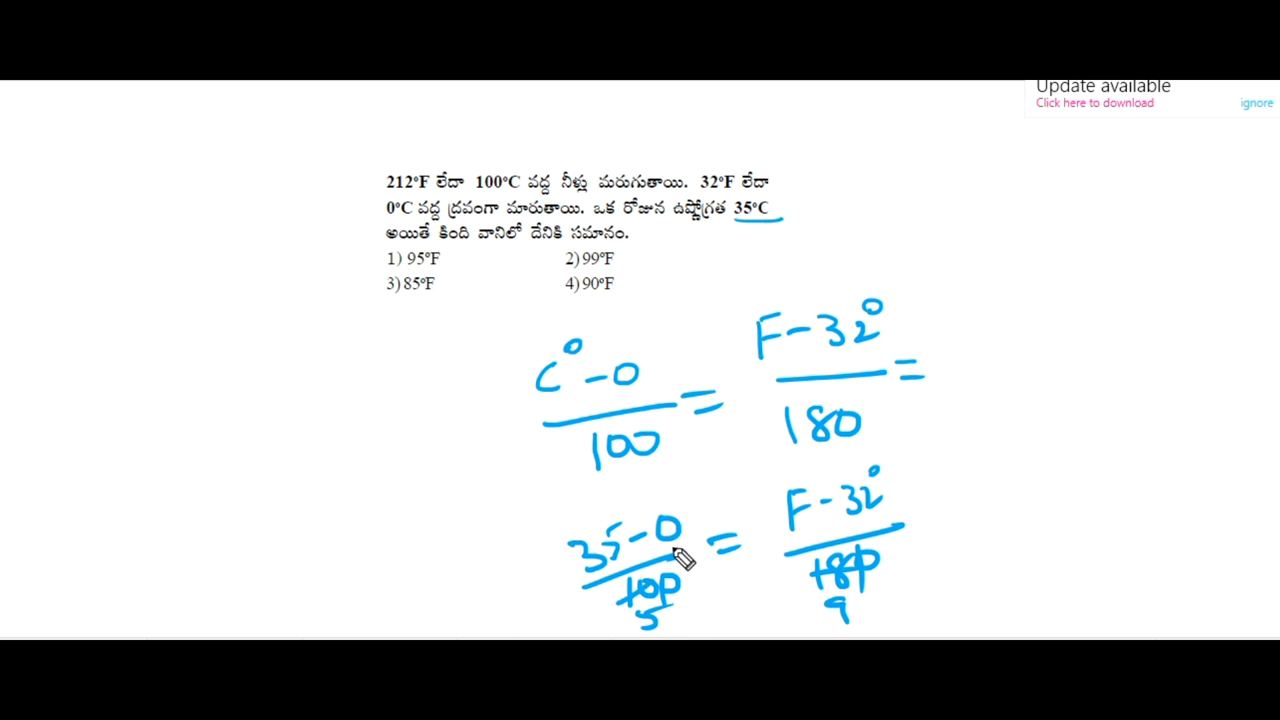 Update available
Click here to download ignore
212°F లేదా 100°C వద్ద నీళ్లు మరుగుతాయి. 32°F లేదా
0°C వద్ద ద్రవంగా మారుతాయి. ఒక రోజున ఉష్ణోగ్రత 35°C
అయితే కింది వానిలో దేనికి సమానం.
1) 95°F 2) 99°F
3) 85°F 4) 90°F
C° - 0 / 100 = F - 32° / 180 =
35 - 0 / 100 = F - 32° / 180
5 9